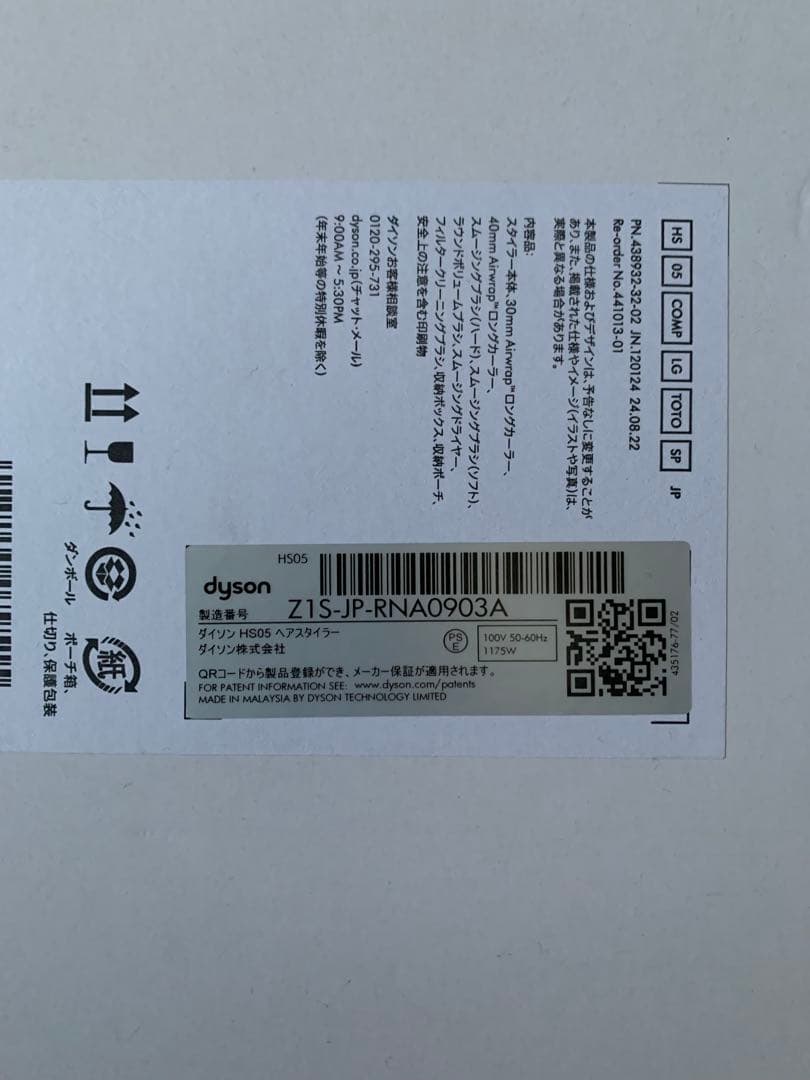 HS 05 COMP LG TOTO SP JP
PN.438932-32-02 JN.120124 24.08.22
Re-order No.441013-01
本製品の仕様およびデザインは、予告なしに変更することが
あり、また、掲載された仕様やイメージ(イラストや写真)は、
実際と異なる場合があります。
内容品:
スタイラー本体、30mm Airwrap™ロングカーラー、
40mm Airwrap™ロングカーラー、
スムージングブラシ(ハード)、スムージングブラシ(ソフト)、
ラウンドボリュームブラシ、スムージングドライヤー、
フィルタークリーニングブラシ、収納ボックス、収納ポーチ、
安全上の注意を含む印刷物
ダイソンお客様相談室
0120-295-731
dyson.co.jp(チャット・メール)
9:00AM ~ 5:30PM
(年末年始等の特別休暇を除く)
ダンボール
紙
ポーチ箱、
仕切り、保護包装
HS05
dyson
製造番号 Z1S-JP-RNA0903A
ダイソン HS05 ヘアスタイラー
ダイソン株式会社
PS
E
100V 50-60Hz
1175W
QRコードから製品登録ができ、メーカー保証が適用されます。
FOR PATENT INFORMATION SEE: www.dyson.com/patents
MADE IN MALAYSIA BY DYSON TECHNOLOGY LIMITED
435176-77/02